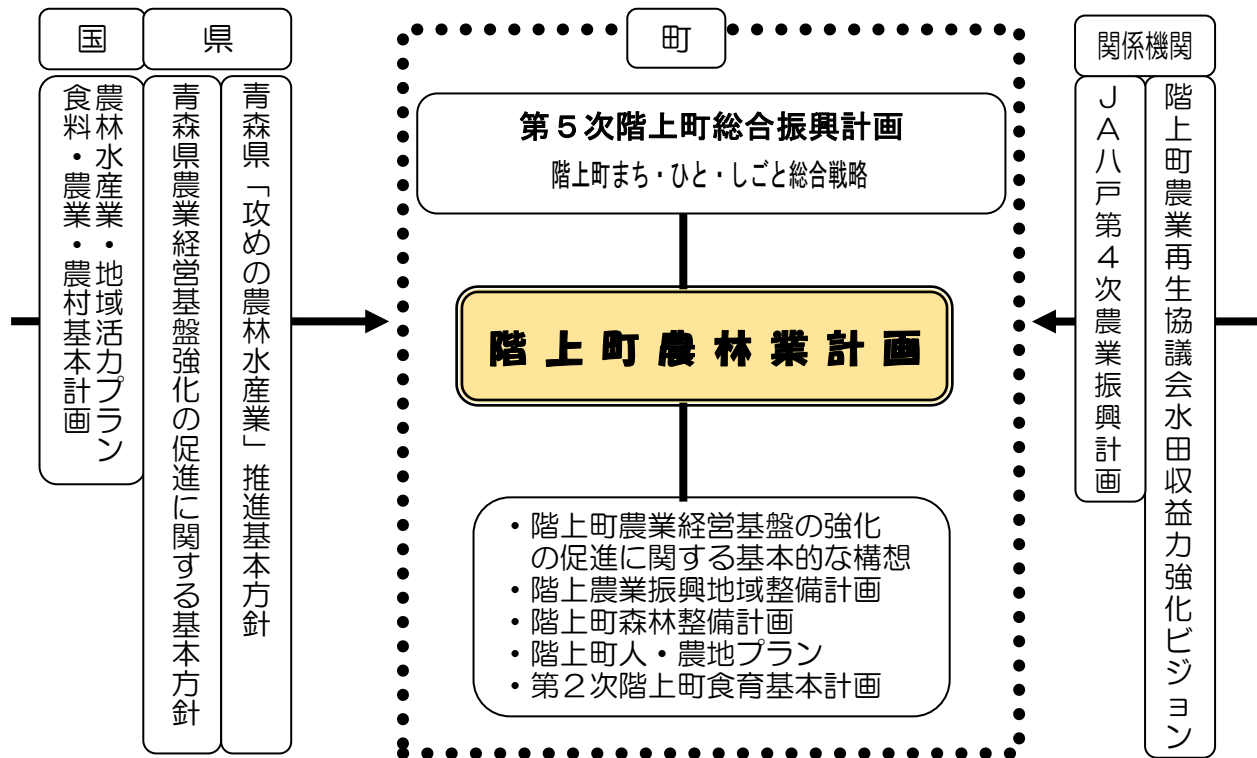 国
農林水産業・地域活力プラン
食料・農業・農村基本計画
県
青森県「攻めの農林水産業」推進基本方針
青森県農業経営基盤強化の促進に関する基本方針
町
第５次階上町総合振興計画
階上町まち・ひと・しごと総合戦略
階上町農林業計画
・階上町農業経営基盤の強化
の促進に関する基本的な構想
・階上農業振興地域整備計画
・階上町森林整備計画
・階上町人・農地プラン
・第２次階上町食育基本計画
関係機関
階上町農業再生協議会水田収益力強化ビジョン
ＪＡ八戸第４次農業振興計画